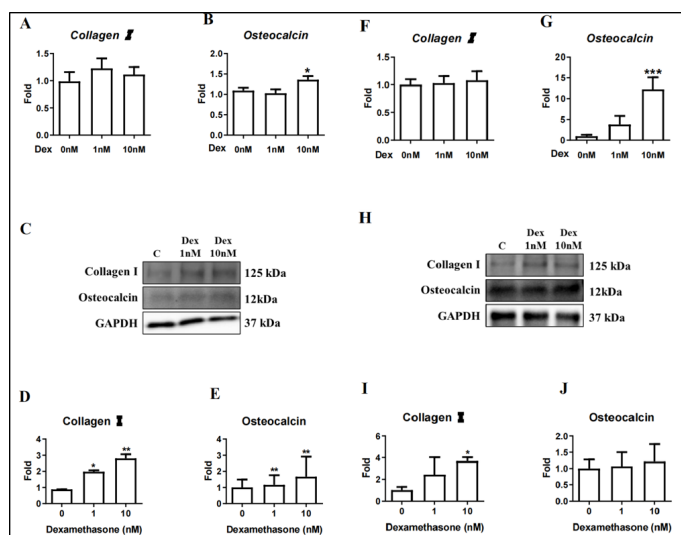 A
Collagen I
Fold
1.5
1.0
0.5
0.0
Dex
0nM
1nM
10nM
B
Osteocalcin
*
Fold
2.0
1.5
1.0
0.5
0.0
0nM
1nM
10nM
F
Collagen I
Fold
2.0
1.5
1.0
0.5
0.0
Dex
0nM
1nM
10nM
G
Osteocalcin
***
Fold
20
15
10
5
0
0nM
1nM
10nM
C
C
Dex 1nM
Dex 10nM
Collagen I
125 kDa
Osteocalcin
12kDa
GAPDH
37 kDa
H
C
Dex 1nM
Dex 10nM
Collagen I
125 kDa
Osteocalcin
12kDa
GAPDH
37 kDa
D
Collagen I
*
**
Fold
4
3
2
1
0
0
1
10
Dexamethasone (nM)
E
Osteocalcin
**
**
Fold
4
3
2
1
0
0
1
10
Dexamethasone (nM)
I
Collagen I
*
Fold
6
4
2
0
0
1
10
Dexamethasone (nM)
J
Osteocalcin
Fold
2.0
1.5
1.0
0.5
0.0
0
1
10
Dexamethasone (nM)